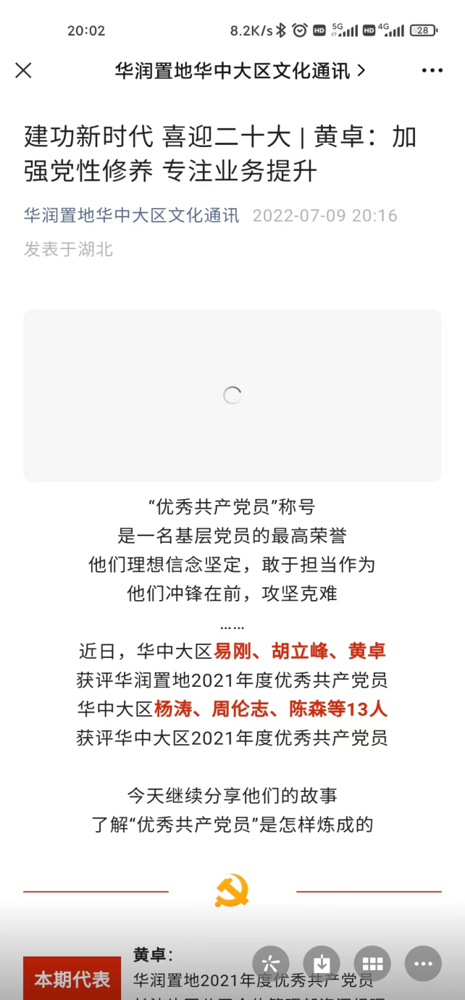 20:02
8.2K/s HD 5G HD 4G 28
华润置地华中大区文化通讯
建功新时代 喜迎二十大 | 黄卓：加
强党性修养 专注业务提升
华润置地华中大区文化通讯 2022-07-09 20:16
发表于湖北
“优秀共产党员”称号
是一名基层党员的最高荣誉
他们理想信念坚定，敢于担当作为
他们冲锋在前，攻坚克难
……
近日，华中大区易刚、胡立峰、黄卓
获评华润置地2021年度优秀共产党员
华中大区杨涛、周伦志、陈森等13人
获评华中大区2021年度优秀共产党员
今天继续分享他们的故事
了解“优秀共产党员”是怎样炼成的
黄卓：
本期代表
华润置地2021年度优秀共产党员